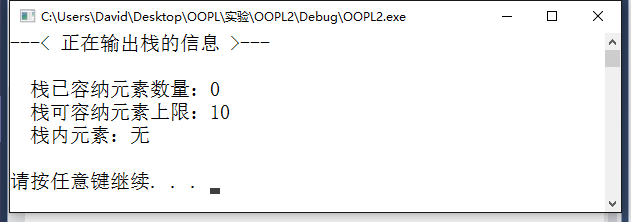 C:\Users\David\Desktop\OOPL\实验\OOPL2\Debug\OOPL2.exe
---< 正在输出栈的信息 >---
栈已容纳元素数量：0
栈可容纳元素上限：10
栈内元素：无
请按任意键继续. . .